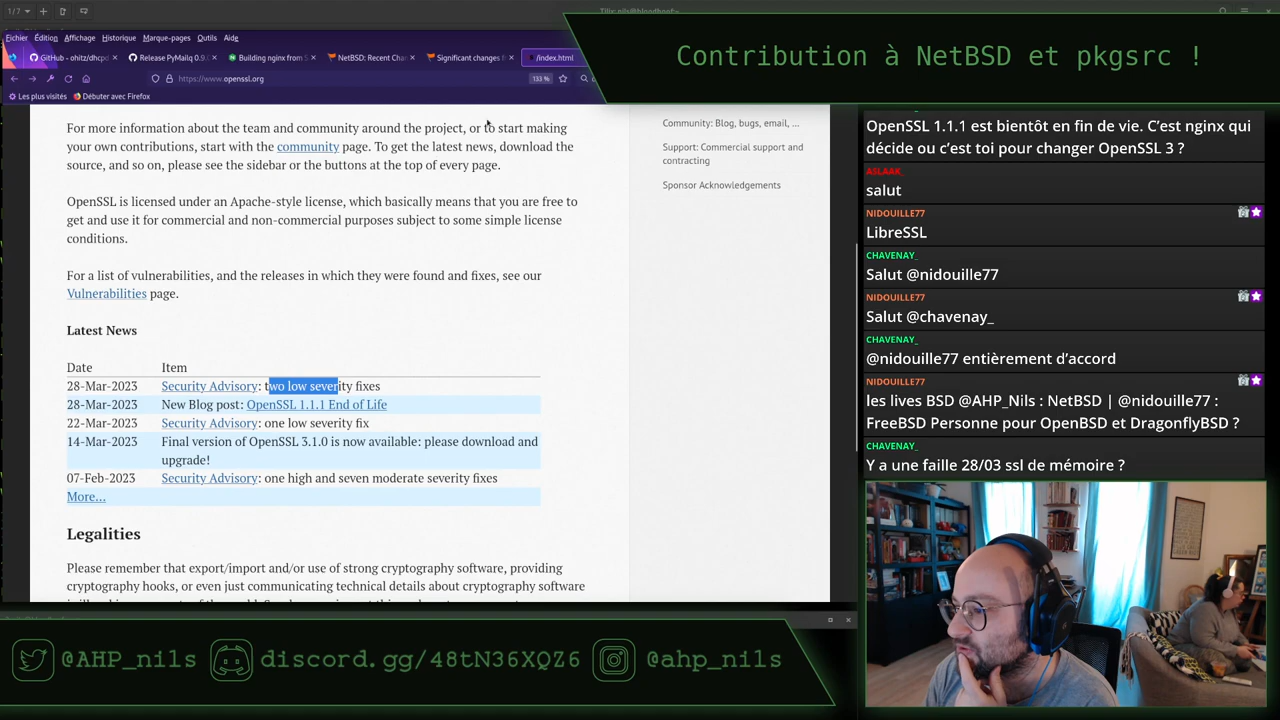 1/7
Tilix: nils@bloodhoof:~
Fichier Édition Affichage Historique Marque-pages Outils Aide
GitHub - ohitz/dhcpd
Release PyMailq 0.9.
Building nginx from S
NetBSD: Recent Cha
Significant changes f
/index.html
https://www.openssl.org
133 %
Les plus visités Débuter avec Firefox
Contribution à NetBSD et pkgsrc !
For more information about the team and community around the project, or to start making
your own contributions, start with the community page. To get the latest news, download the
source, and so on, please see the sidebar or the buttons at the top of every page.
OpenSSL is licensed under an Apache-style license, which basically means that you are free to
get and use it for commercial and non-commercial purposes subject to some simple license
conditions.
For a list of vulnerabilities, and the releases in which they were found and fixes, see our
Vulnerabilities page.
Latest News
Date Item
28-Mar-2023 Security Advisory: two low severity fixes
28-Mar-2023 New Blog post: OpenSSL 1.1.1 End of Life
22-Mar-2023 Security Advisory: one low severity fix
14-Mar-2023 Final version of OpenSSL 3.1.0 is now available: please download and
upgrade!
07-Feb-2023 Security Advisory: one high and seven moderate severity fixes
More...
Legalities
Please remember that export/import and/or use of strong cryptography software, providing
cryptography hooks, or even just communicating technical details about cryptography software
Community: Blog, bugs, email, ...
Support: Commercial support and
contracting
Sponsor Acknowledgements
OpenSSL 1.1.1 est bientôt en fin de vie. C’est nginx qui
décide ou c’est toi pour changer OpenSSL 3 ?
ASLAAK_
salut
NIDOUILLE77
LibreSSL
CHAVENAY_
Salut @nidouille77
NIDOUILLE77
Salut @chavenay_
CHAVENAY_
@nidouille77 entièrement d’accord
NIDOUILLE77
les lives BSD @AHP_Nils : NetBSD | @nidouille77 :
FreeBSD Personne pour OpenBSD et DragonflyBSD ?
CHAVENAY_
Y a une faille 28/03 ssl de mémoire ?
@AHP_nils
discord.gg/48tN36XQZ6
@ahp_nils